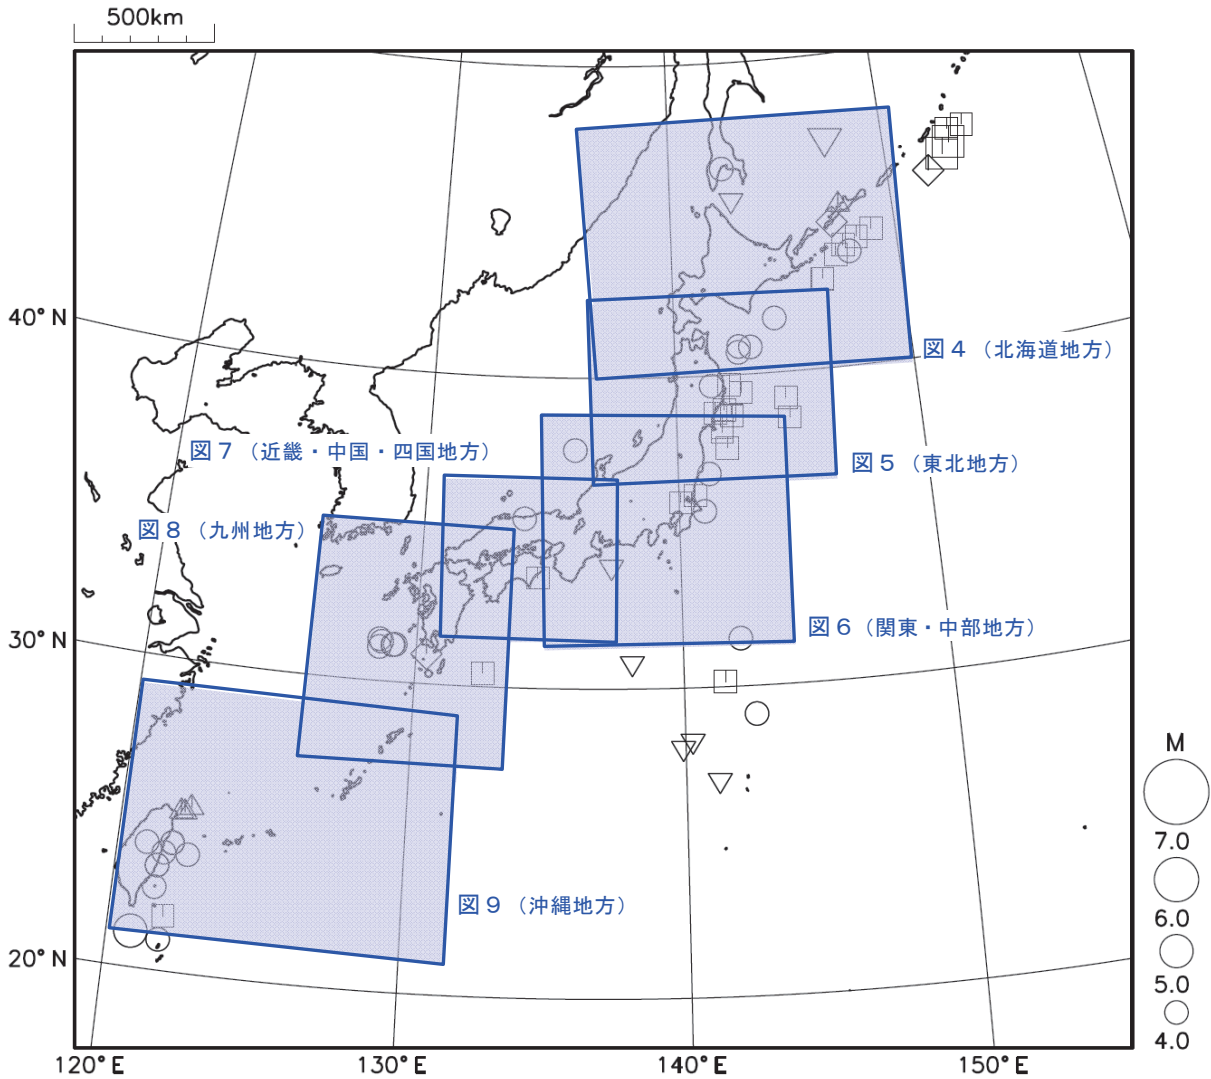 500km
40°N
図4（北海道地方）
図7（近畿・中国・四国地方）
図5（東北地方）
図8（九州地方）
30°N
図6（関東・中部地方）
M
7.0
図9（沖縄地方）
6.0
20°N
5.0
4.0
120°E
130°E
140°E
150°E